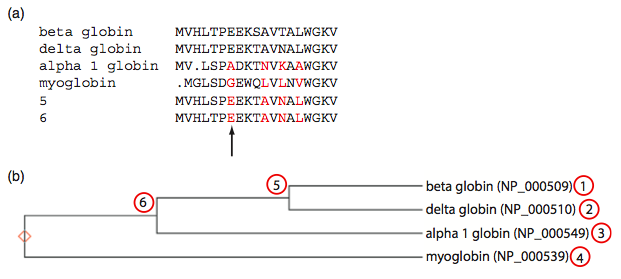 (a)
beta globin MVHLTPEEKSAVTALWGKV
delta globin MVHLTPEEKTAVNALWGKV
alpha 1 globin MV.LSPADKTNVKAAWGKV
myoglobin .MGLSDGEWQLVLNVWGKV
5 MVHLSPEEKTAVNALWGKV
6 MVHLTPEEKTAVNALWGKV
(b)
5 beta globin (NP_000509) 1
6 delta globin (NP_000510) 2
alpha 1 globin (NP_000549) 3
myoglobin (NP_000539) 4